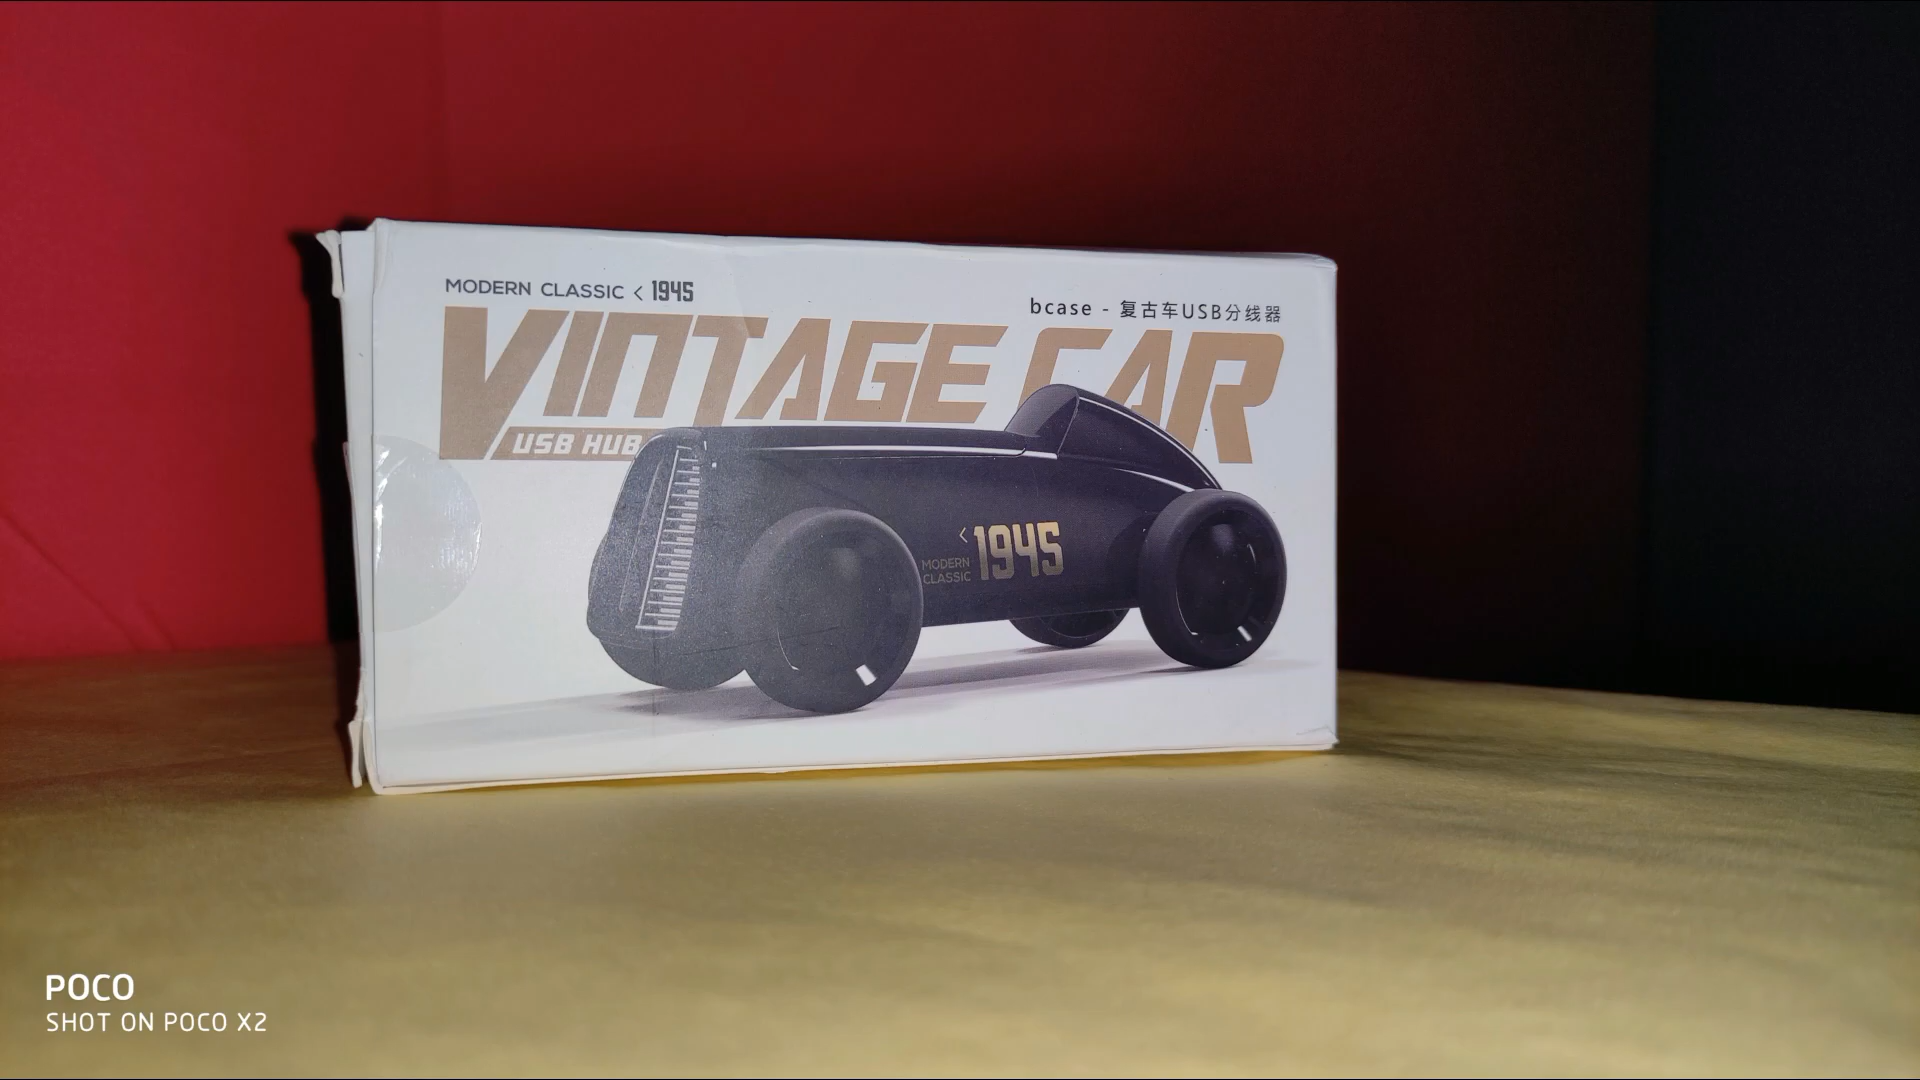 MODERN CLASSIC < 1945
bcase - 复古车USB分线器
VINTAGE CAR
USB HUB
< 1945
MODERN
CLASSIC
POCO
SHOT ON POCO X2